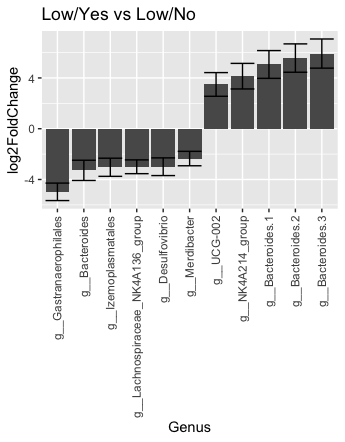 Low/Yes vs Low/No
log2FoldChange
4
0
-4
g__Gastranaerophilales
g__Bacteroides
g__Izemoplasmatales
g__Lachnospiraceae_NK4A136_group
g__Desulfovibrio
g__Merdibacter
g__UCG-002
g__NK4A214_group
g__Bacteroides.1
g__Bacteroides.2
g__Bacteroides.3
Genus